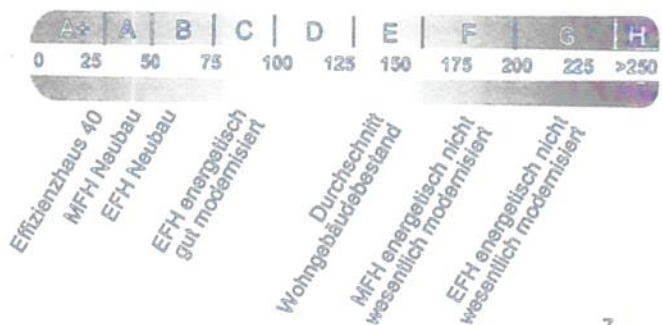 A+ A B C D E F G H
0 25 50 75 100 125 150 175 200 225 >250
Effizienzhaus 40
MFH Neubau
EFH Neubau
EFH energetisch
gut modernisiert
Durchschnitt
Wohngebäudebestand
MFH energetisch nicht
wesentlich modernisiert
EFH energetisch nicht
wesentlich modernisiert